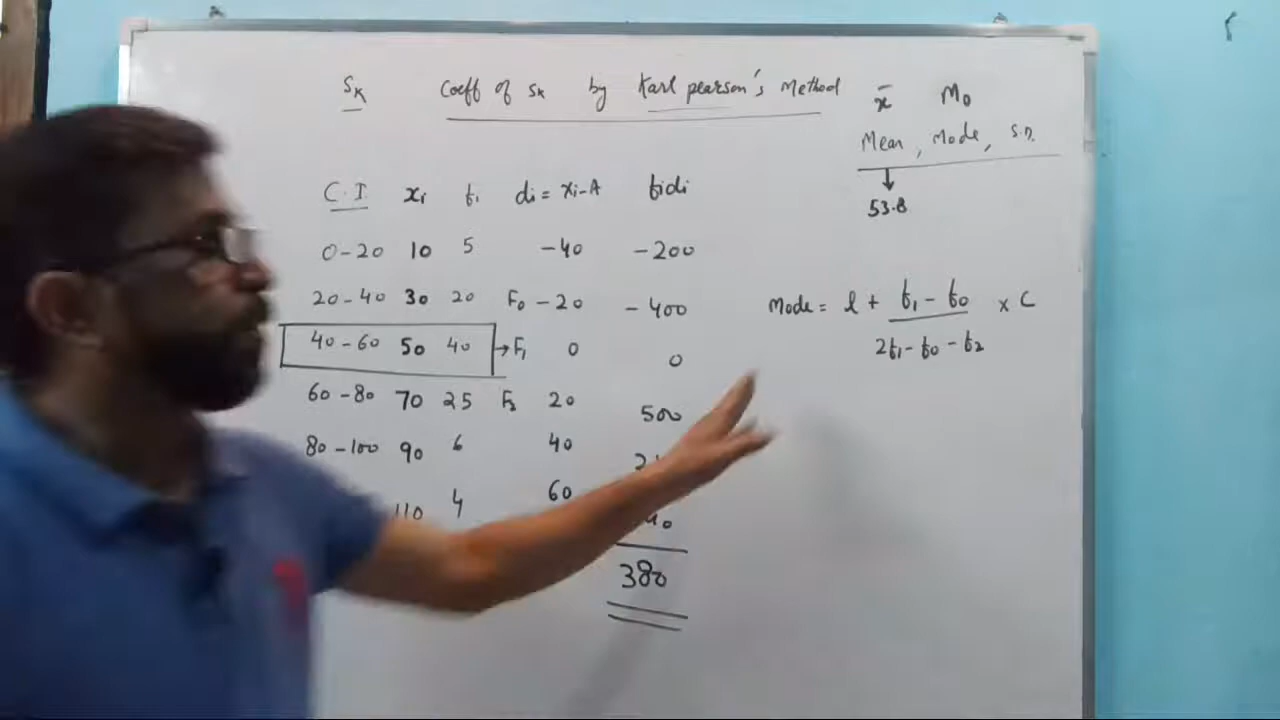 Sk Coeff of Sk by Karl pearson's Method x̄ Mo
Mean, Mode, S.D.
53.8
C.I xi fi di = xi-A fidi
0-20 10 5 -40 -200
20-40 30 20 F0 -20 -400
40-60 50 40 →F1 0 0
60-80 70 25 F2 20 500
80-100 90 6 40
110 4 60
380
Mode = l + f1 - f0 / 2f1 - f0 - f2 x C